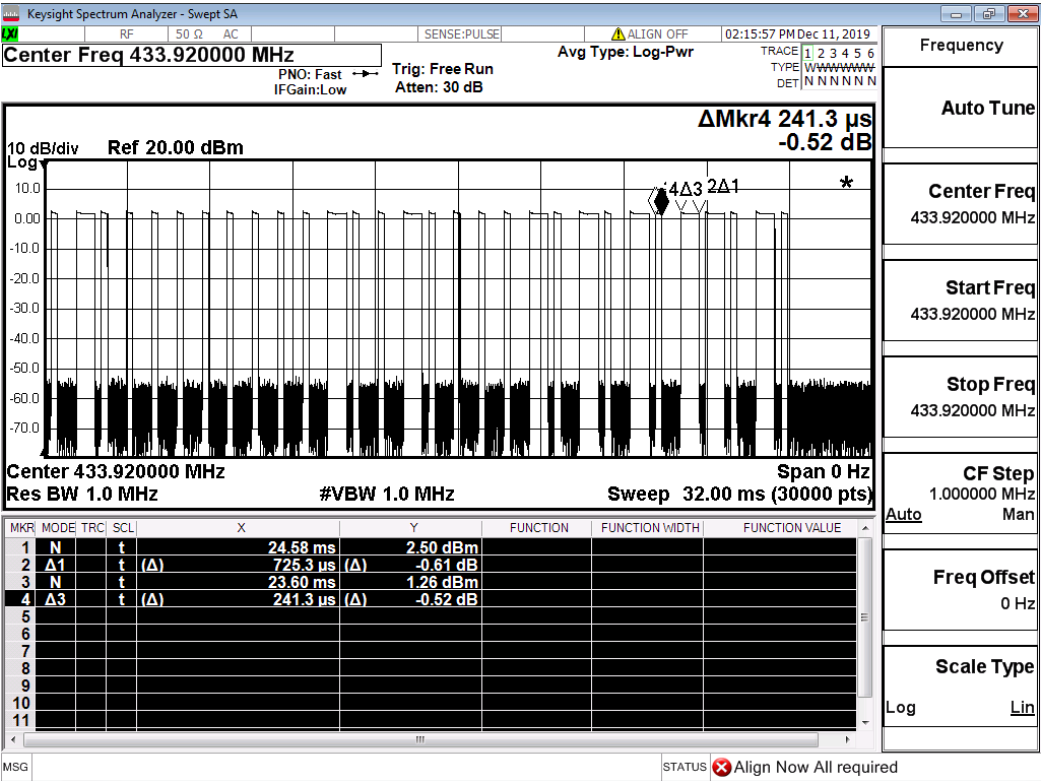 Keysight Spectrum Analyzer - Swept SA
LXI RF 50 Ω AC SENSE:PULSE ALIGN OFF 02:15:57 PM Dec 11, 2019
Center Freq 433.920000 MHz
PNO: Fast
IFGain:Low
Trig: Free Run
Atten: 30 dB
Avg Type: Log-Pwr
TRACE 1 2 3 4 5 6
TYPE WWWWWW
DET N N N N N N
ΔMkr4 241.3 µs
-0.52 dB
10 dB/div Ref 20.00 dBm
Log
4Δ3 2Δ1 *
10.0
0.00
-10.0
-20.0
-30.0
-40.0
-50.0
-60.0
-70.0
Center 433.920000 MHz Span 0 Hz
Res BW 1.0 MHz #VBW 1.0 MHz Sweep 32.00 ms (30000 pts)
MKR MODE TRC SCL X Y FUNCTION FUNCTION WIDTH FUNCTION VALUE
1 N t 24.58 ms 2.50 dBm
2 Δ1 t (Δ) 725.3 µs (Δ) -0.61 dB
3 N t 23.60 ms 1.26 dBm
4 Δ3 t (Δ) 241.3 µs (Δ) -0.52 dB
5
6
7
8
9
10
11
MSG STATUS Align Now All required
Frequency
Auto Tune
Center Freq
433.920000 MHz
Start Freq
433.920000 MHz
Stop Freq
433.920000 MHz
CF Step
1.000000 MHz
Auto Man
Freq Offset
0 Hz
Scale Type
Log Lin